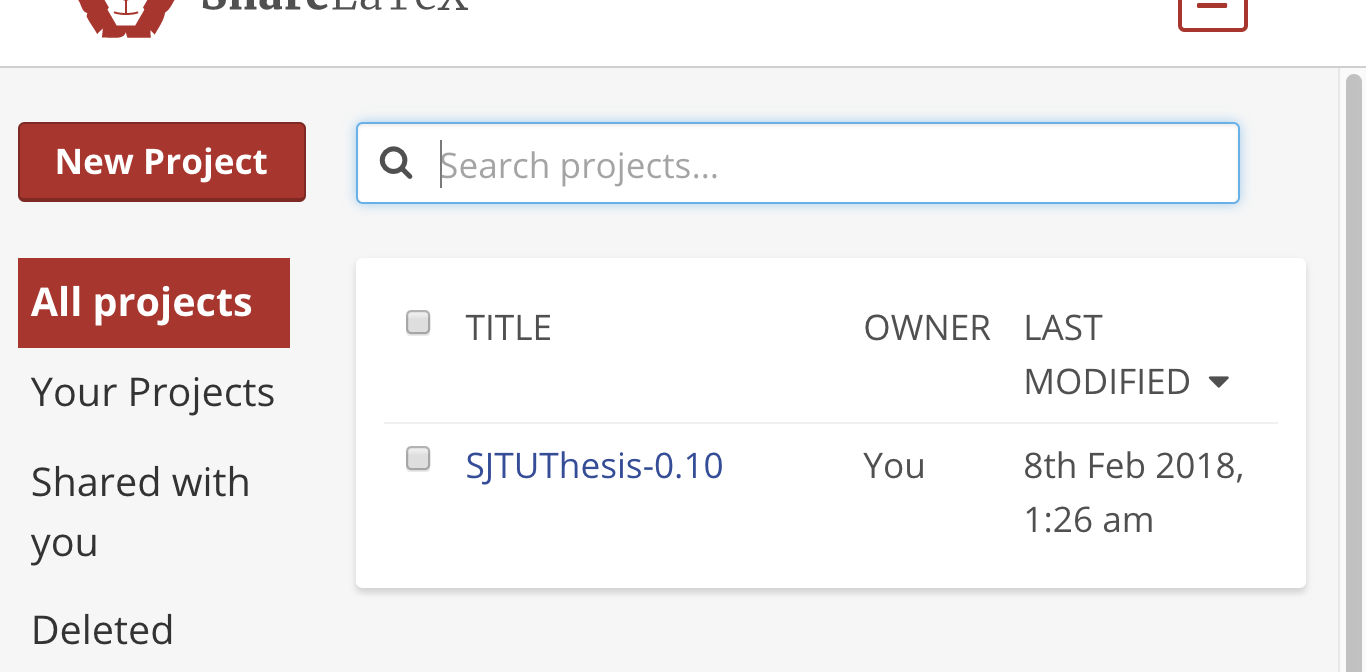 ShareLaTeX
New Project
Search projects...
All projects
Your Projects
Shared with
you
Deleted
TITLE
OWNER
LAST
MODIFIED
SJTUThesis-0.10
You
8th Feb 2018,
1:26 am